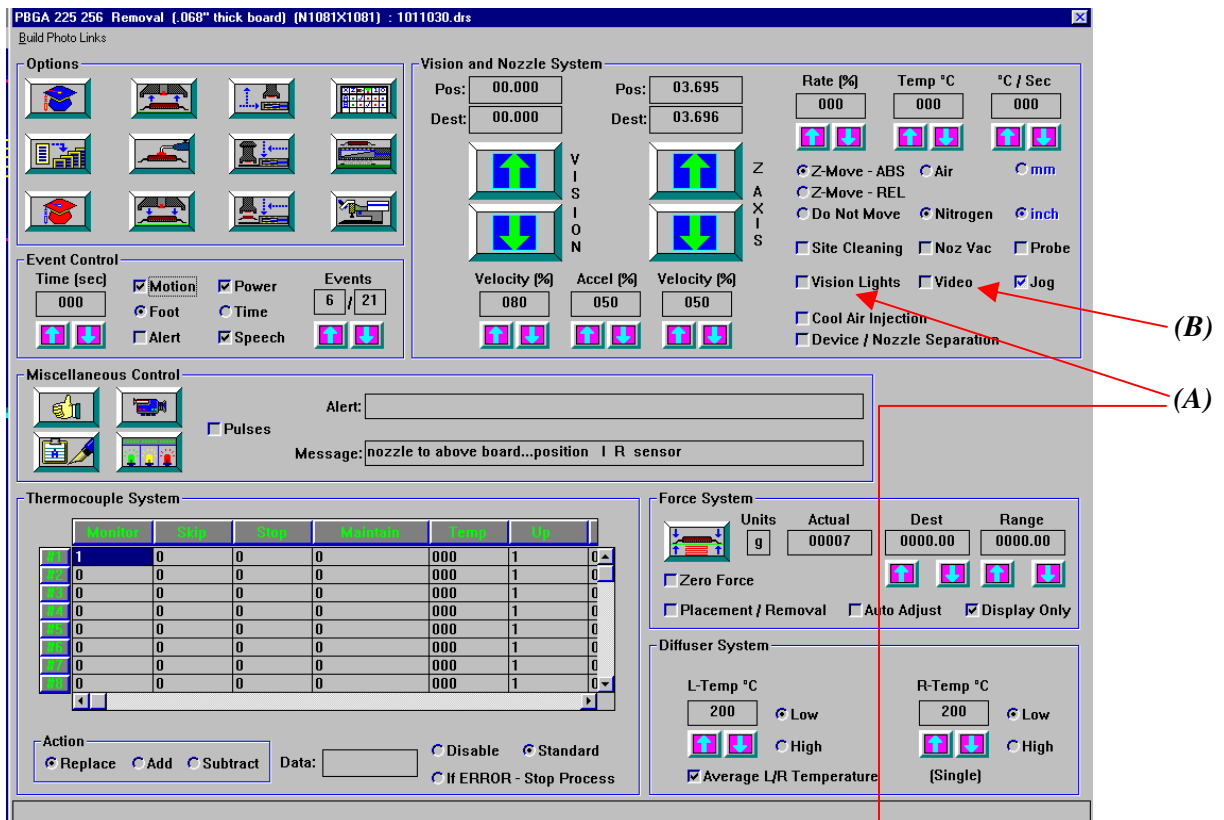 PBGA 225 256 Removal (.068" thick board) (N1081X1081) : 1011030.drs
Build Photo Links
Options
Vision and Nozzle System
Pos: 00.000
Pos: 03.695
Dest: 00.000
Dest: 03.696
VISION
Z AXIS
Velocity (%)
Accel (%)
Velocity (%)
080
050
050
Rate (%)
Temp °C
°C / Sec
000
000
000
Z-Move - ABS
Air
mm
Z-Move - REL
Do Not Move
Nitrogen
inch
Site Cleaning
Noz Vac
Probe
Vision Lights
Video
Jog
Cool Air Injection
Device / Nozzle Separation
(B)
(A)
Event Control
Time (sec)
000
Motion
Power
Foot
Time
Alert
Speech
Events
6 / 21
Miscellaneous Control
A
Pulses
Alert:
Message: nozzle to above board...position I R sensor
Thermocouple System
Monitor Skip Stop Maintain Temp Up
#1 1 0 0 0 000 1 0
#2 0 0 0 0 000 1 0
#3 0 0 0 0 000 1 0
#4 0 0 0 0 000 1 0
#5 0 0 0 0 000 1 0
#6 0 0 0 0 000 1 0
#7 0 0 0 0 000 1 0
#8 0 0 0 0 000 1 0
Action
Replace
Add
Subtract
Data:
Disable
Standard
If ERROR - Stop Process
Force System
Units
Actual
Dest
Range
g
00007
0000.00
0000.00
Zero Force
Placement / Removal
Auto Adjust
Display Only
Diffuser System
L-Temp °C
R-Temp °C
200
Low
200
Low
High
High
Average L/R Temperature
(Single)